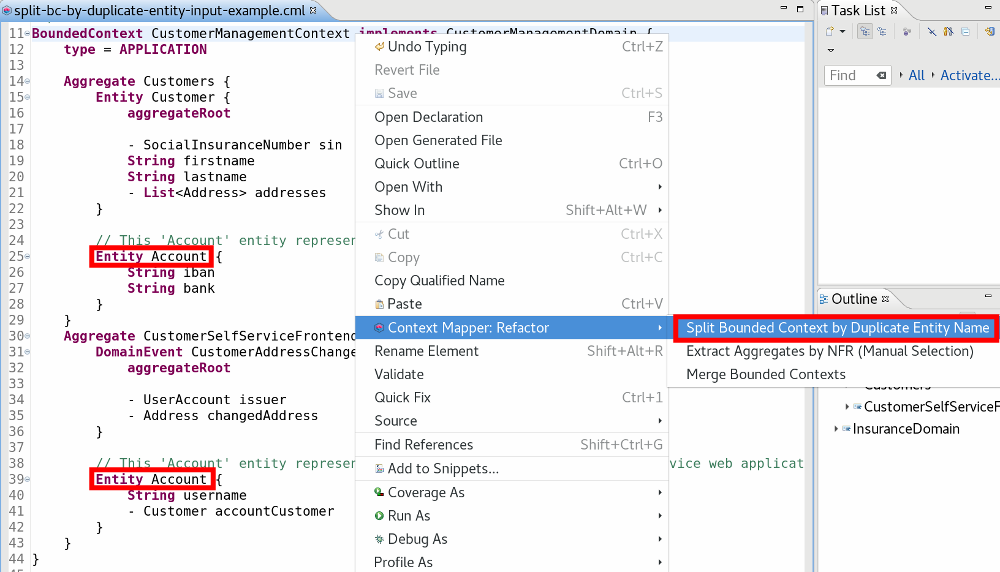 split-bc-by-duplicate-entity-input-example.cml
11 BoundedContext CustomerManagementContext implements CustomerManagementDomain {
12 type = APPLICATION
13
14 Aggregate Customers {
15 Entity Customer {
16 aggregateRoot
17
18 - SocialInsuranceNumber sin
19 String firstname
20 String lastname
21 - List<Address> addresses
22 }
23
24 // This 'Account' entity represen
25 Entity Account {
26 String iban
27 String bank
28 }
29 }
30 Aggregate CustomerSelfServiceFrontend
31 DomainEvent CustomerAddressChange
32 aggregateRoot
33
34 - UserAccount issuer
35 - Address changedAddress
36 }
37
38 // This 'Account' entity represen vice web applicat
39 Entity Account {
40 String username
41 - Customer accountCustomer
42 }
43 }
44 }
Undo Typing Ctrl+Z
Revert File
Save Ctrl+S
Open Declaration F3
Open Generated File
Quick Outline Ctrl+O
Open With
Show In Shift+Alt+W
Cut Ctrl+X
Copy Ctrl+C
Copy Qualified Name
Paste Ctrl+V
Context Mapper: Refactor
Rename Element Shift+Alt+R
Validate
Quick Fix Ctrl+1
Source
Find References Shift+Ctrl+G
Add to Snippets...
Coverage As
Run As
Debug As
Profile As
Split Bounded Context by Duplicate Entity Name
Extract Aggregates by NFR (Manual Selection)
Merge Bounded Contexts
Task List
Find All Activate...
Outline
Customers
CustomerSelfServiceF
InsuranceDomain